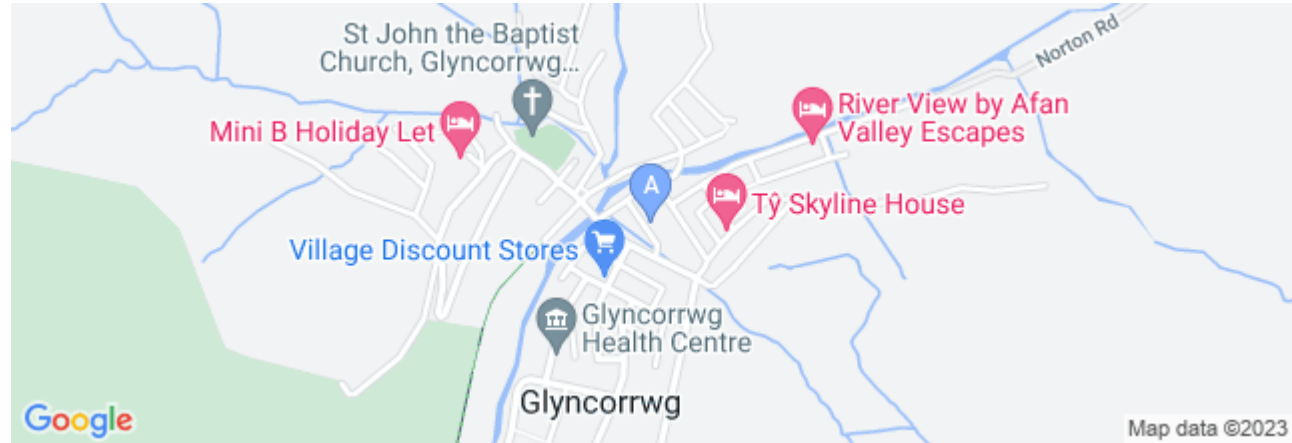 St John the Baptist
Church, Glyncorrwg...
Norton Rd
Mini B Holiday Let
River View by Afan
Valley Escapes
A
Tŷ Skyline House
Village Discount Stores
Glyncorrwg
Health Centre
Glyncorrwg
Google
Map data ©2023